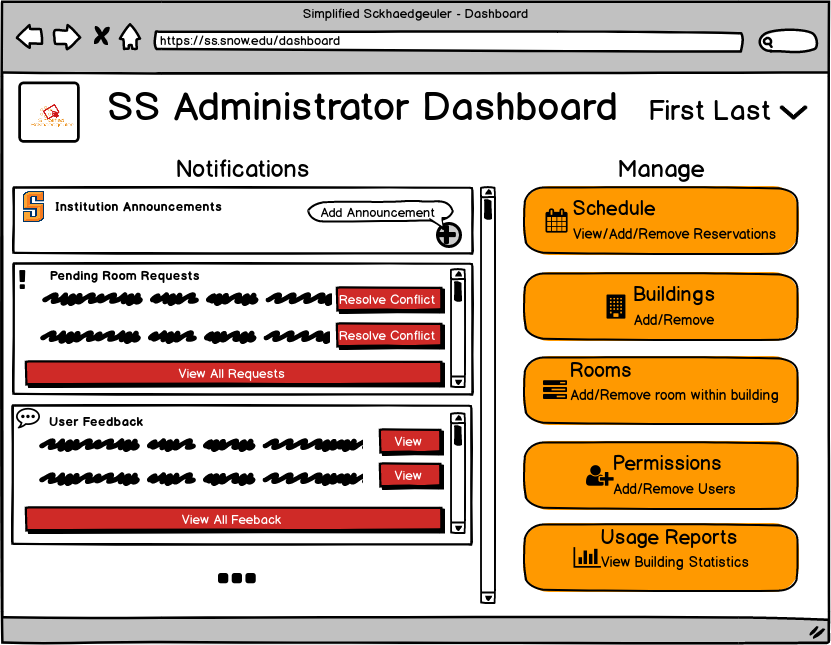 Simplified Sckhaedgeuler - Dashboard
https://ss.snow.edu/dashboard
SS Administrator Dashboard
First Last
Notifications
Institution Announcements
Add Announcement
Pending Room Requests
Resolve Conflict
Resolve Conflict
View All Requests
User Feedback
View
View
View All Feeback
Manage
Schedule
View/Add/Remove Reservations
Buildings
Add/Remove
Rooms
Add/Remove room within building
Permissions
Add/Remove Users
Usage Reports
View Building Statistics